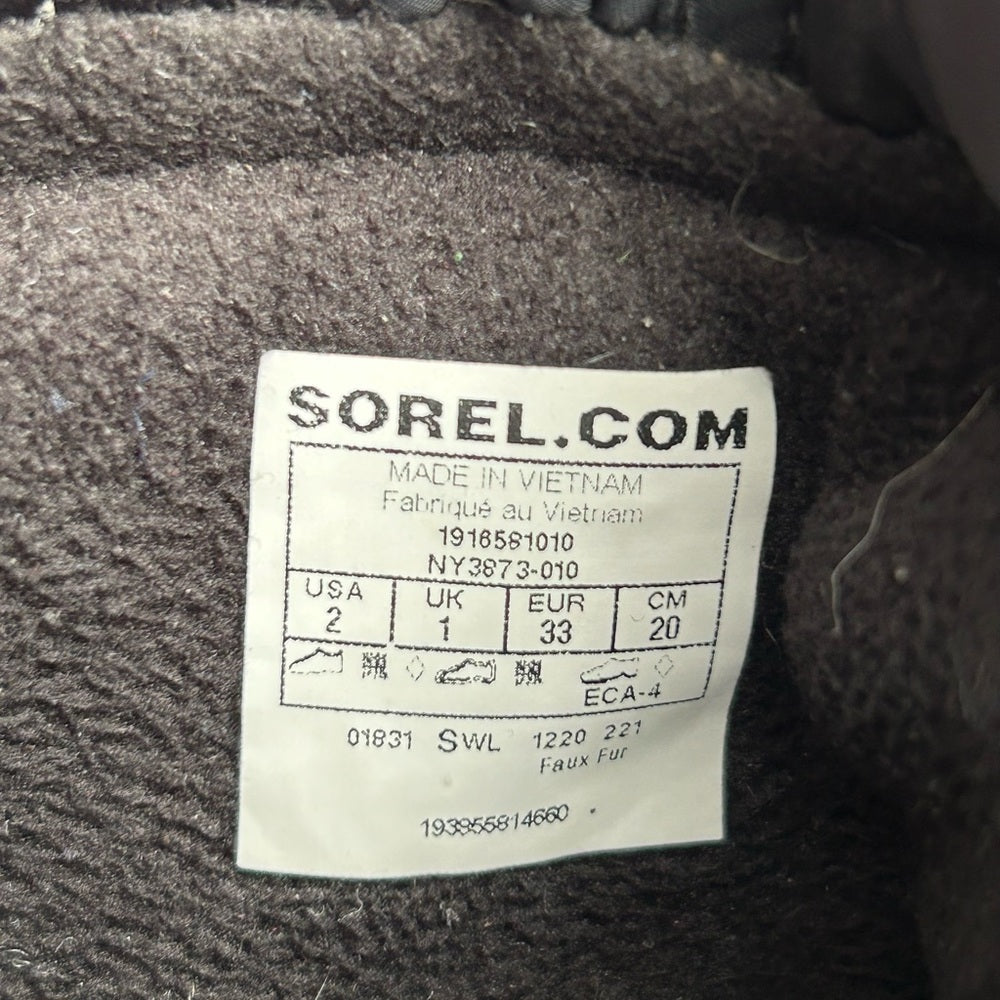 SOREL.COM
MADE IN VIETNAM
Fabriqué au Vietnam
1916581010
NY3873-010
USA UK EUR CM
2 1 33 20
ECA-4
01831 SWL 1220 221
Faux Fur
193855814660